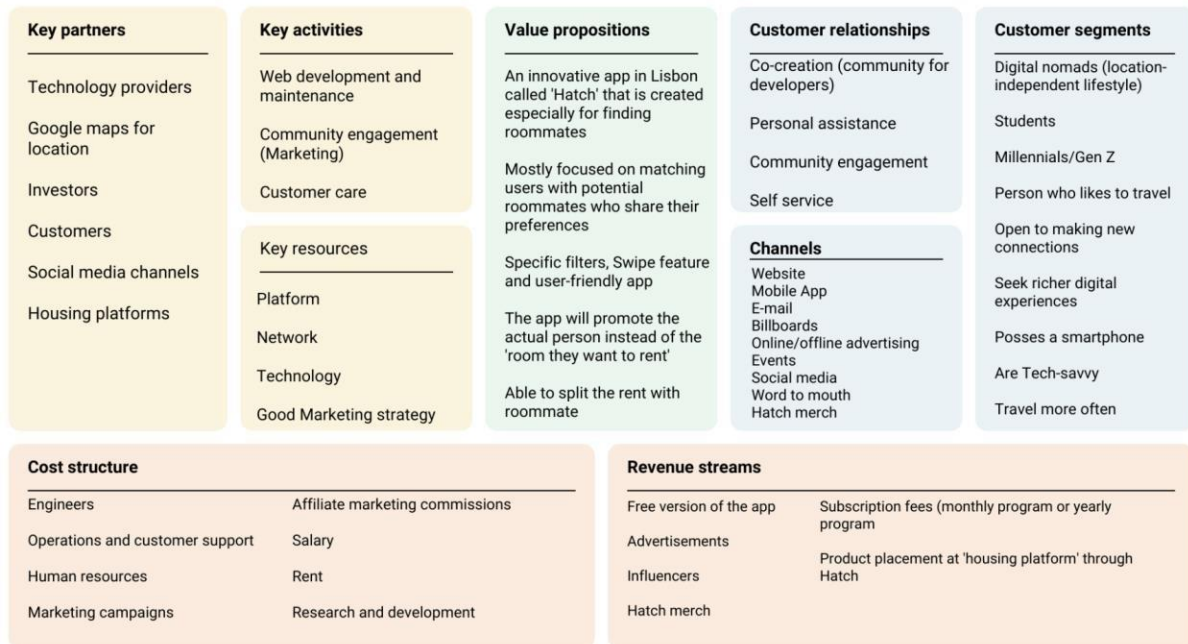 Key partners
Technology providers
Google maps for
location
Investors
Customers
Social media channels
Housing platforms
Key activities
Web development and
maintenance
Community engagement
(Marketing)
Customer care
Key resources
Platform
Network
Technology
Good Marketing strategy
Value propositions
An innovative app in Lisbon
called 'Hatch' that is created
especially for finding
roommates
Mostly focused on matching
users with potential
roommates who share their
preferences
Specific filters, Swipe feature
and user-friendly app
The app will promote the
actual person instead of the
'room they want to rent'
Able to split the rent with
roommate
Customer relationships
Co-creation (community for
developers)
Personal assistance
Community engagement
Self service
Channels
Website
Mobile App
E-mail
Billboards
Online/offline advertising
Events
Social media
Word to mouth
Hatch merch
Customer segments
Digital nomads (location-
independent lifestyle)
Students
Millennials/Gen Z
Person who likes to travel
Open to making new
connections
Seek richer digital
experiences
Posses a smartphone
Are Tech-savvy
Travel more often
Cost structure
Engineers
Operations and customer support
Human resources
Marketing campaigns
Affiliate marketing commissions
Salary
Rent
Research and development
Revenue streams
Free version of the app
Advertisements
Influencers
Hatch merch
Subscription fees (monthly program or yearly
program
Product placement at 'housing platform' through
Hatch